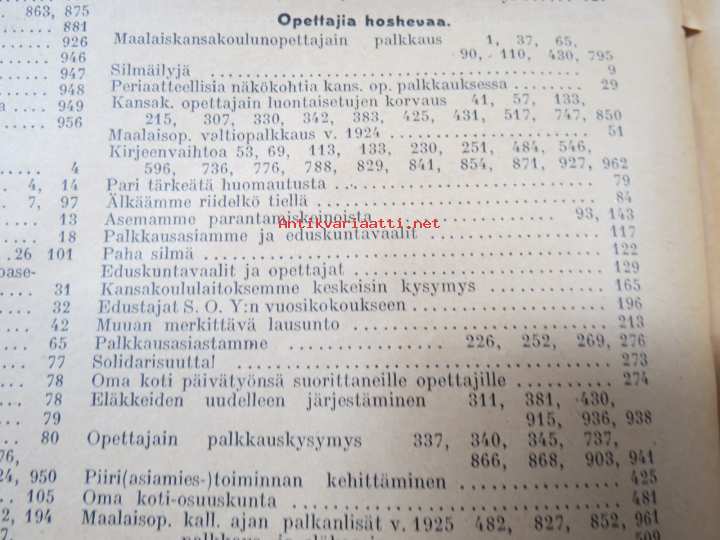 863, 875
881
926
946
947
948
949
956
4
4, 14
7, 97
13
18
26 101
31
32
42
65
77
78
78
79
80
24, 950
105
2, 194
Opettajia hoshevaa.
Maalaiskansakoulunopettajain palkkaus 1, 37, 65,
90, 110, 430, 795
Silmäilyjä 9
Periaatteellisia näkökohtia kans. op. palkkauksessa 29
Kansak. opettajain luontaisetujen korvaus 41, 57, 133,
215, 307, 330, 342, 383, 425, 431, 517, 747, 850
Maalaisop. valtiopalkkaus v. 1924 51
Kirjeenvaihtoa 53, 69, 113, 133, 230, 251, 484, 546,
596, 736, 776, 788, 829, 841, 854, 871, 927, 962
Pari tärkeätä huomautusta 79
Älkäämme riidelkö tiellä 84
Asemamme parantamiskeinoista 93, 143
Antikvariaatti.net
Palkkausasiamme ja eduskuntavaalit 117
Paha silmä 122
Eduskuntavaalit ja opettajat 129
Kansakoululaitoksemme keskeisin kysymys 165
Edustajat S. O. Y:n vuosikokoukseen 196
Muuan merkittävä lausunto 213
Palkkausasiastamme 226, 252, 269, 276
Solidarisuutta! 273
Oma koti päivätyönsä suorittaneille opettajille 274
Eläkkeiden uudelleen järjestäminen 311, 381, 430,
915, 936, 938
Opettajain palkkauskysymys 337, 340, 345, 737,
866, 868, 903, 941
Piiri(asiamies-)toiminnan kehittäminen 425
Oma koti-osuuskunta 481
Maalaisop. kall. ajan palkanlisät v. 1925 482, 827, 852, 961